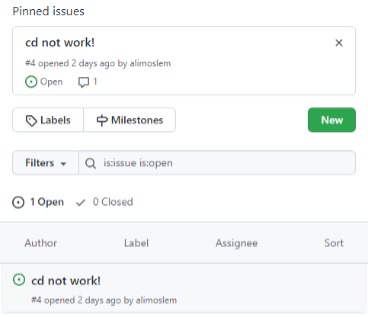 Pinned issues
cd not work!
#4 opened 2 days ago by alimoslem
Open 1
Labels Milestones New
Filters is:issue is:open
1 Open 0 Closed
Author Label Assignee Sort
cd not work!
#4 opened 2 days ago by alimoslem